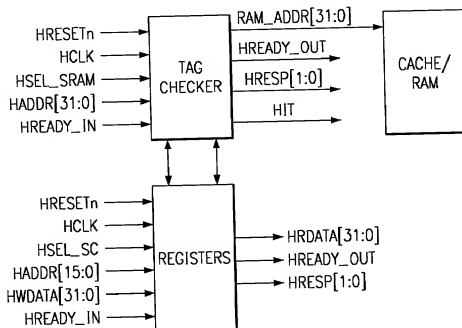 HRESETn
HCLK
HSEL_SRAM
HADDR[31:0]
HREADY_IN
TAG
CHECKER
RAM_ADDR[31:0]
HREADY_OUT
HRESP[1:0]
HIT
CACHE/
RAM
HRESETn
HCLK
HSEL_SC
HADDR[15:0]
HWDATA[31:0]
HREADY_IN
REGISTERS
HRDATA[31:0]
HREADY_OUT
HRESP[1:0]